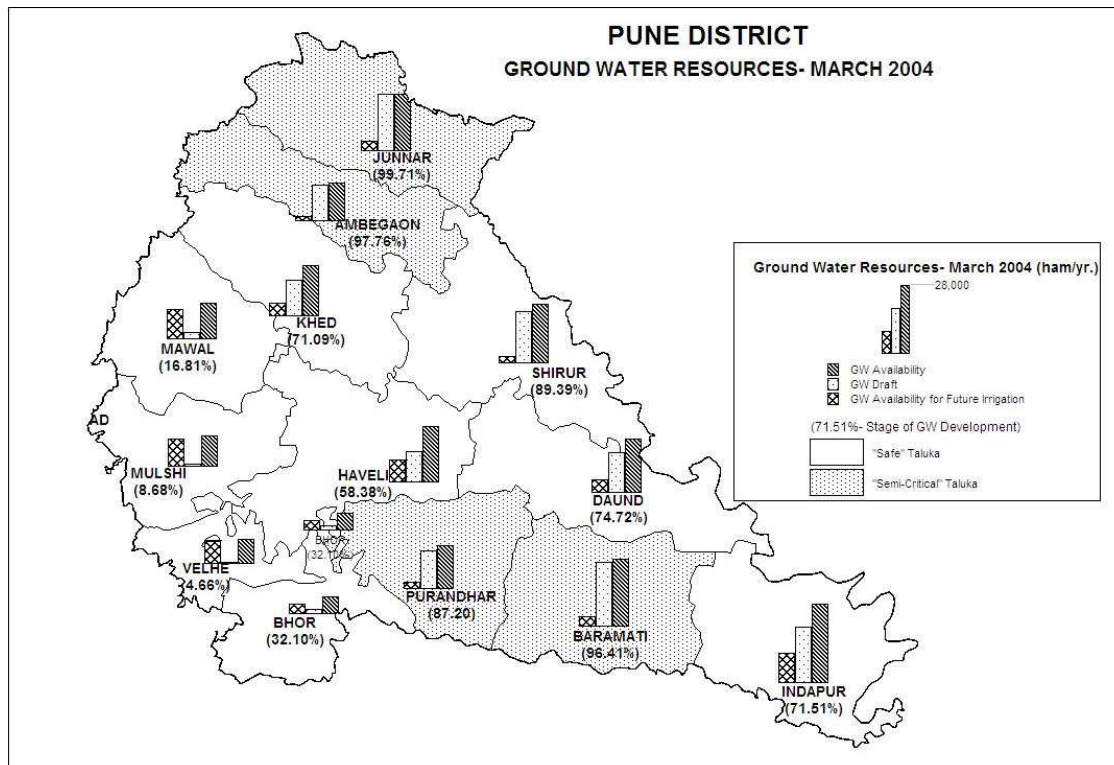 PUNE DISTRICT
GROUND WATER RESOURCES- MARCH 2004
JUNNAR
(99.71%)
AMBEGAON
(97.76%)
KHED
(71.09%)
MAWAL
(16.81%)
SHIRUR
(89.39%)
Ground Water Resources- March 2004 (ham/yr.)
28,000
GW Availability
GW Draft
GW Availability for Future Irrigation
(71.51%- Stage of GW Development)
"Safe" Taluka
"Semi-Critical" Taluka
AD
MULSHI
(8.68%)
HAVELI
(58.38%)
DAUND
(74.72%)
BHOR
(32.10%)
VELHE
(4.66%)
PURANDHAR
(87.20)
BHOR
(32.10%)
BARAMATI
(96.41%)
INDAPUR
(71.51%)